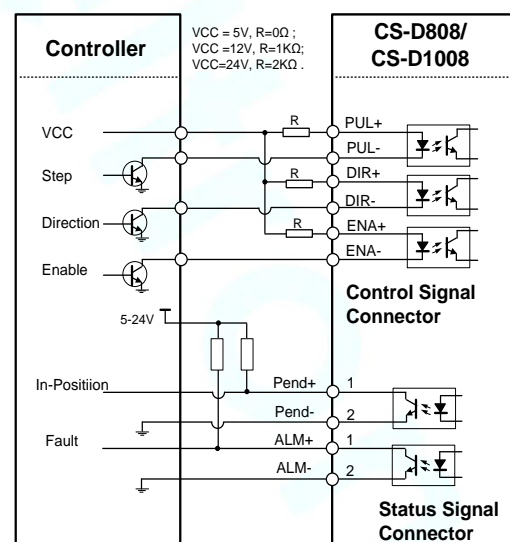 Controller
VCC = 5V, R=0Ω ;
VCC =12V, R=1KΩ;
VCC=24V, R=2KΩ .
CS-D808/
CS-D1008
VCC
R
PUL+
PUL-
Step
R
DIR+
DIR-
Direction
R
ENA+
ENA-
Enable
Control Signal
Connector
5-24V
In-Positiion
Pend+
1
Pend-
2
Fault
ALM+
1
ALM-
2
Status Signal
Connector